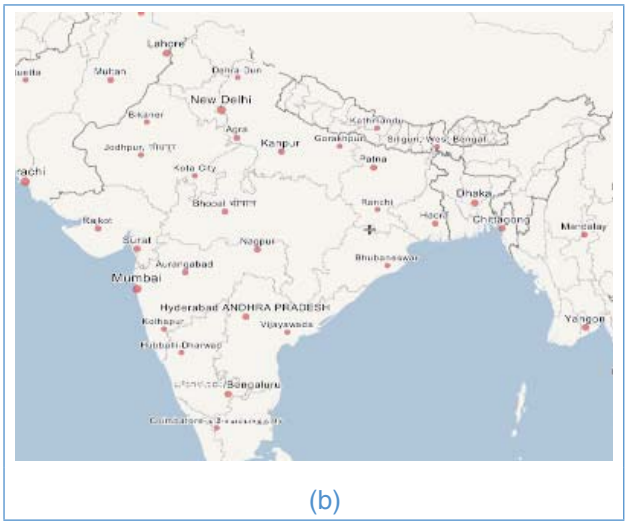 Lahore
Multan
Dehra Dun
New Delhi
Bikaner
Kathmandu
Agra
Kanpur
Gorakhpur
Siliguri, West Bengal
Jodhpur,
Patna
Kota City
rachi
Dhaka
Bhopal भोपाल
Ranchi
Haora
Chittagong
Rajkot
Mandalay
Surat
Nagpur
Bhubaneswar
Aurangabad
Mumbai
Hyderabad ANDHRA PRADESH
Yangon
Kolhapur
Vijayawada
Hubballi-Dharwad
/Bengaluru
Coimbatore
(b)